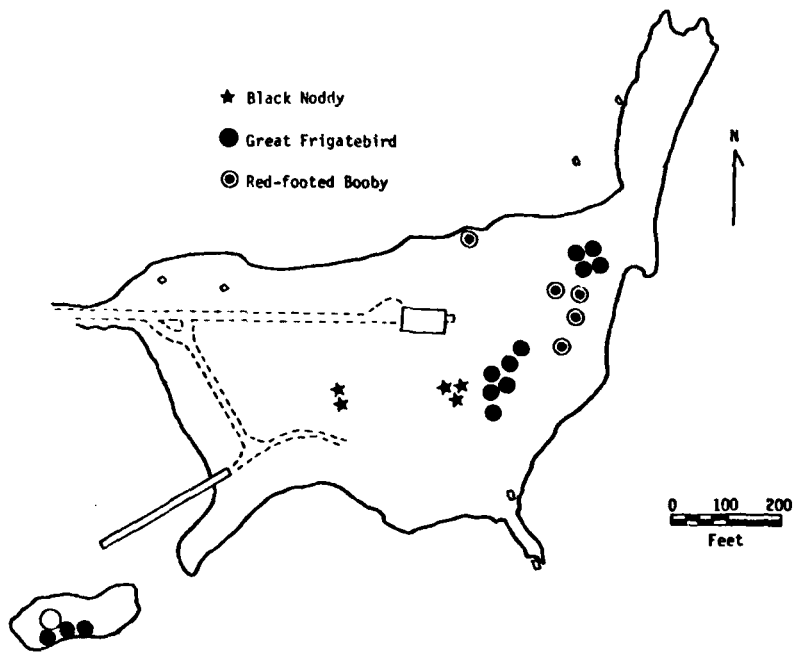 Black Noddy
Great Frigatebird
Red-footed Booby
N
0 100 200
Feet